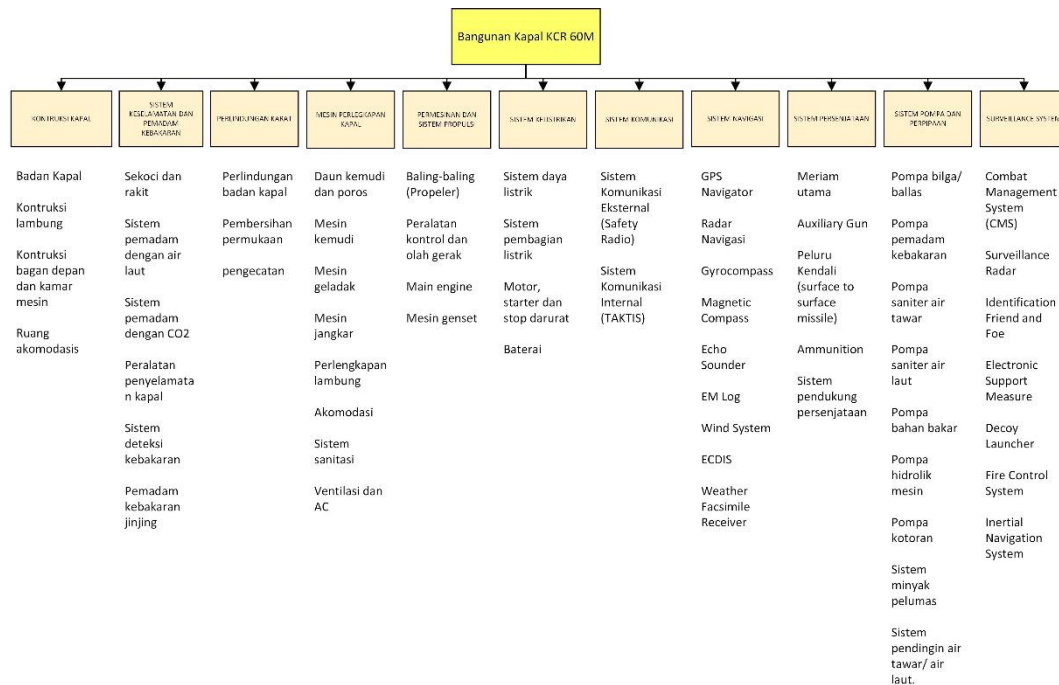 Bangunan Kapal KCR 60M
KONTRUKSI KAPAL
SISTEM
KESELAMATAN DAN
PEMADAM
KEBAKARAN
PERLINDUNGAN KARAT
MESIN PERLEGKAPAN
KAPAL
PERMESINAN DAN
SISTEM PROPULSI
SISTEM KELISTRIKAN
SISTEM KOMUNIKASI
SISTEM NAVIGASI
SISTEM PERSENJATAAN
SISTEM POMPA DAN
PERPIPAAN
SURVEILLANCE SYSTEM
Badan Kapal
Kontruksi
lambung
Kontruksi
bagan depan
dan kamar
mesin
Ruang
akomodasis
Sekoci dan
rakit
Sistem
pemadam
dengan air
laut
Sistem
pemadam
dengan CO2
Peralatan
penyelamata
n kapal
Sistem
deteksi
kebakaran
Pemadam
kebakaran
jinjing
Perlindungan
badan kapal
Pembersihan
permukaan
pengecatan
Daun kemudi
dan poros
Mesin
kemudi
Mesin
geladak
Mesin
jangkar
Perlengkapan
lambung
Akomodasi
Sistem
sanitasi
Ventilasi dan
AC
Baling-baling
(Propeler)
Peralatan
kontrol dan
olah gerak
Main engine
Mesin genset
Sistem daya
listrik
Sistem
pembagian
listrik
Motor,
starter dan
stop darurat
Baterai
Sistem
Komunikasi
Eksternal
(Safety
Radio)
Sistem
Komunikasi
Internal
(TAKTIS)
GPS
Navigator
Radar
Navigasi
Gyrocompass
Magnetic
Compass
Echo
Sounder
EM Log
Wind System
ECDIS
Weather
Facsimile
Receiver
Meriam
utama
Auxiliary Gun
Peluru
Kendali
(surface to
surface
missile)
Ammunition
Sistem
pendukung
persenjataan
Pompa bilga/
ballas
Pompa
pemadam
kebakaran
Pompa
saniter air
tawar
Pompa
saniter air
laut
Pompa
bahan bakar
Pompa
hidrolik
mesin
Pompa
kotoran
Sistem
minyak
pelumas
Sistem
pendingin air
tawar/ air
laut.
Combat
Management
System
(CMS)
Surveillance
Radar
Identification
Friend and
Foe
Electronic
Support
Measure
Decoy
Launcher
Fire Control
System
Inertial
Navigation
System